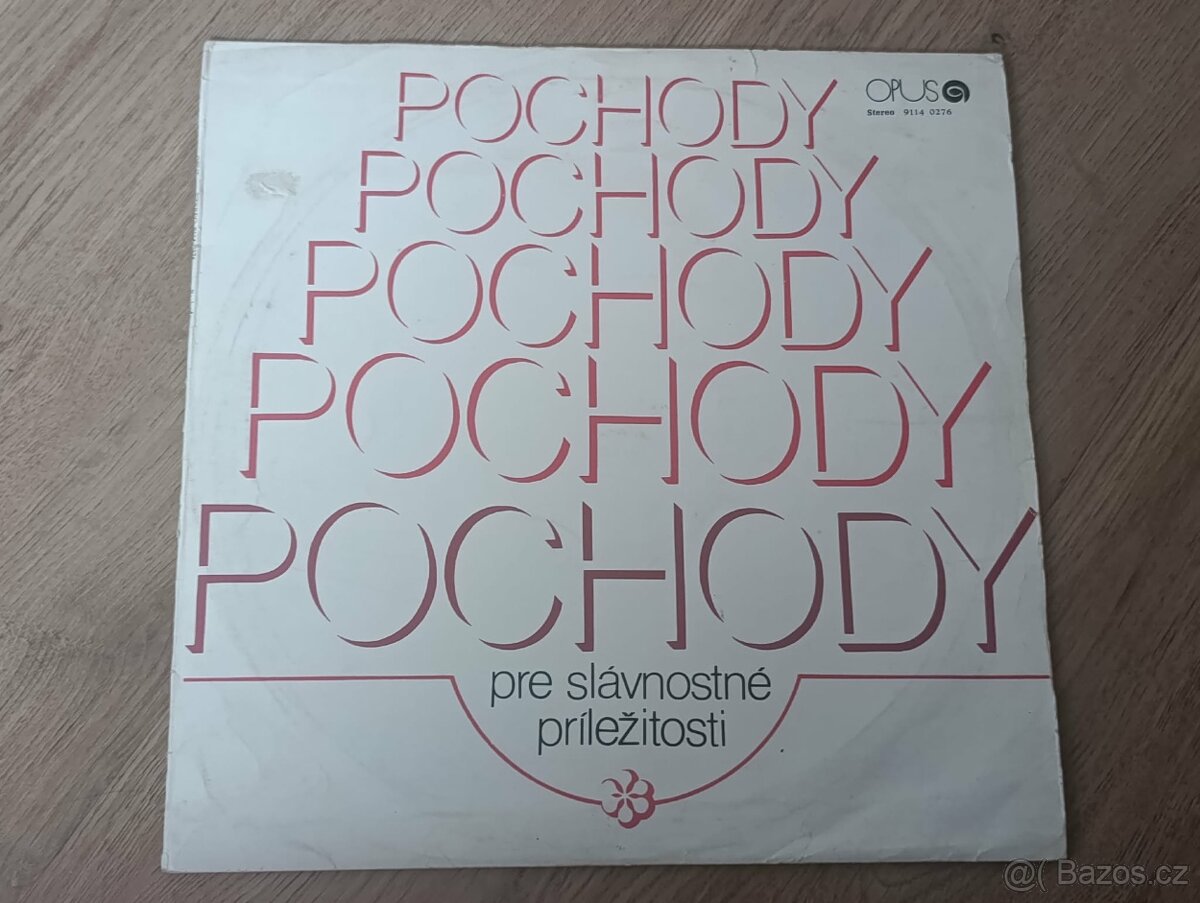 POCHODY
OPUS
Stereo 9114 0276
POCHODY
POCHODY
POCHODY
POCHODY
pre slávnostné
príležitosti
@( Bazos.cz